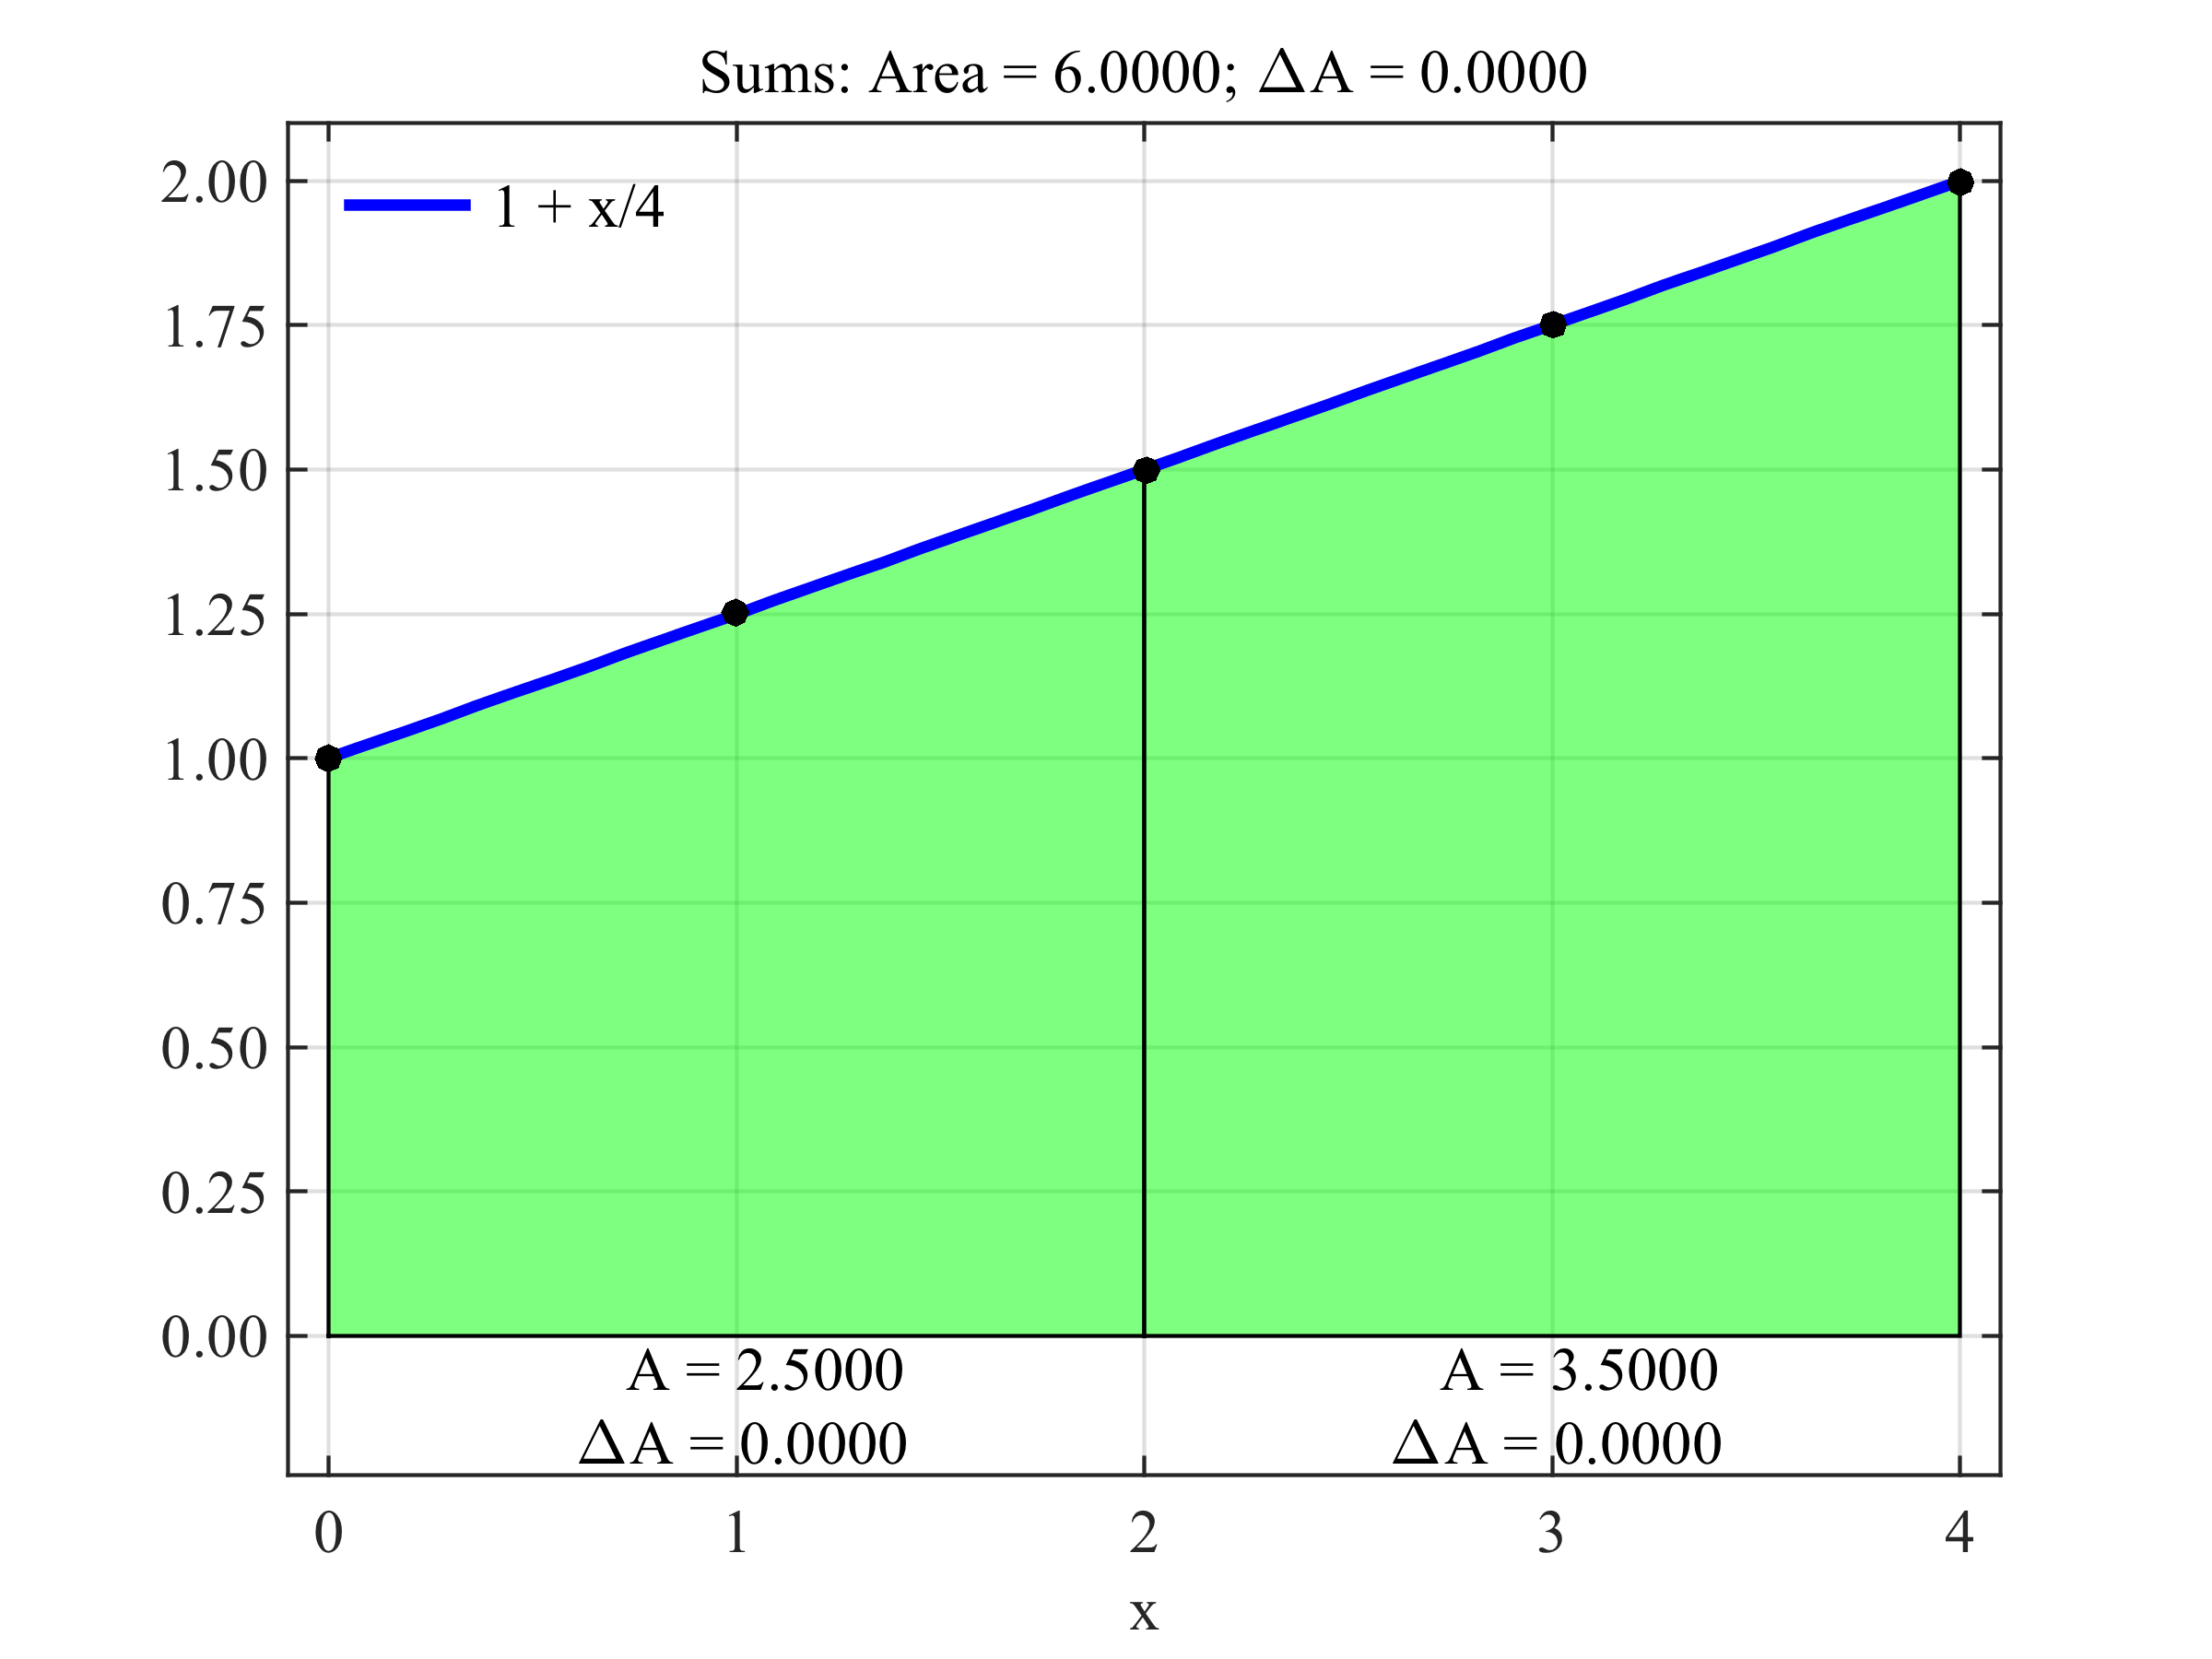 Sums: Area = 6.0000; ΔA = 0.0000
2.00
1 + x/4
1.75
1.50
1.25
1.00
0.75
0.50
0.25
0.00
A = 2.5000
ΔA = 0.0000
A = 3.5000
ΔA = 0.0000
0 1 2 3 4
x